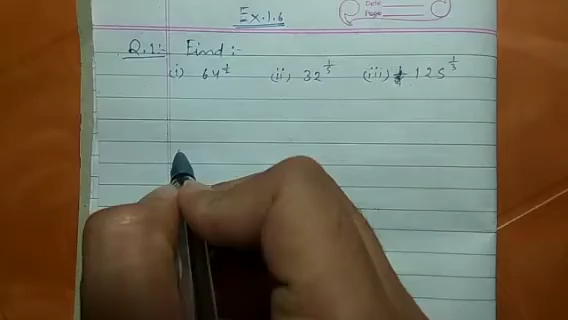 Date
Page
Ex.1.6
Q.1:- Find :-
(i) 64^1/2 (ii) 32^1/5 (iii) 125^1/3